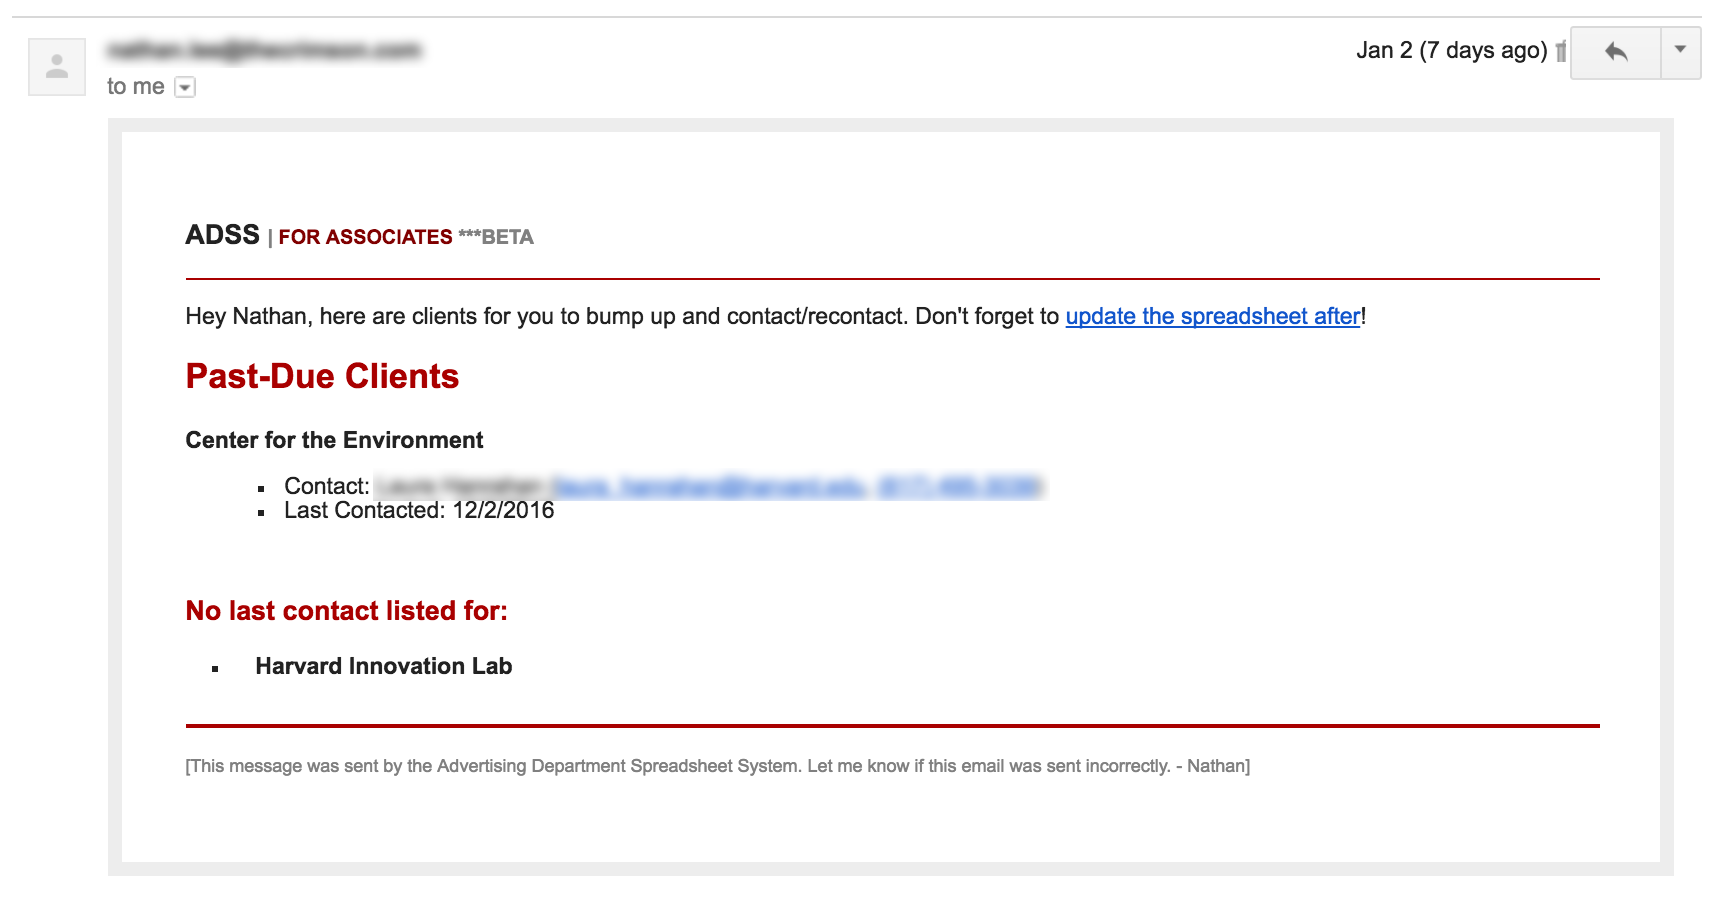 Jan 2 (7 days ago)
to me
ADSS | FOR ASSOCIATES ***BETA
Hey Nathan, here are clients for you to bump up and contact/recontact. Don't forget to update the spreadsheet after!
Past-Due Clients
Center for the Environment
Contact:
Last Contacted: 12/2/2016
No last contact listed for:
Harvard Innovation Lab
[This message was sent by the Advertising Department Spreadsheet System. Let me know if this email was sent incorrectly. - Nathan]